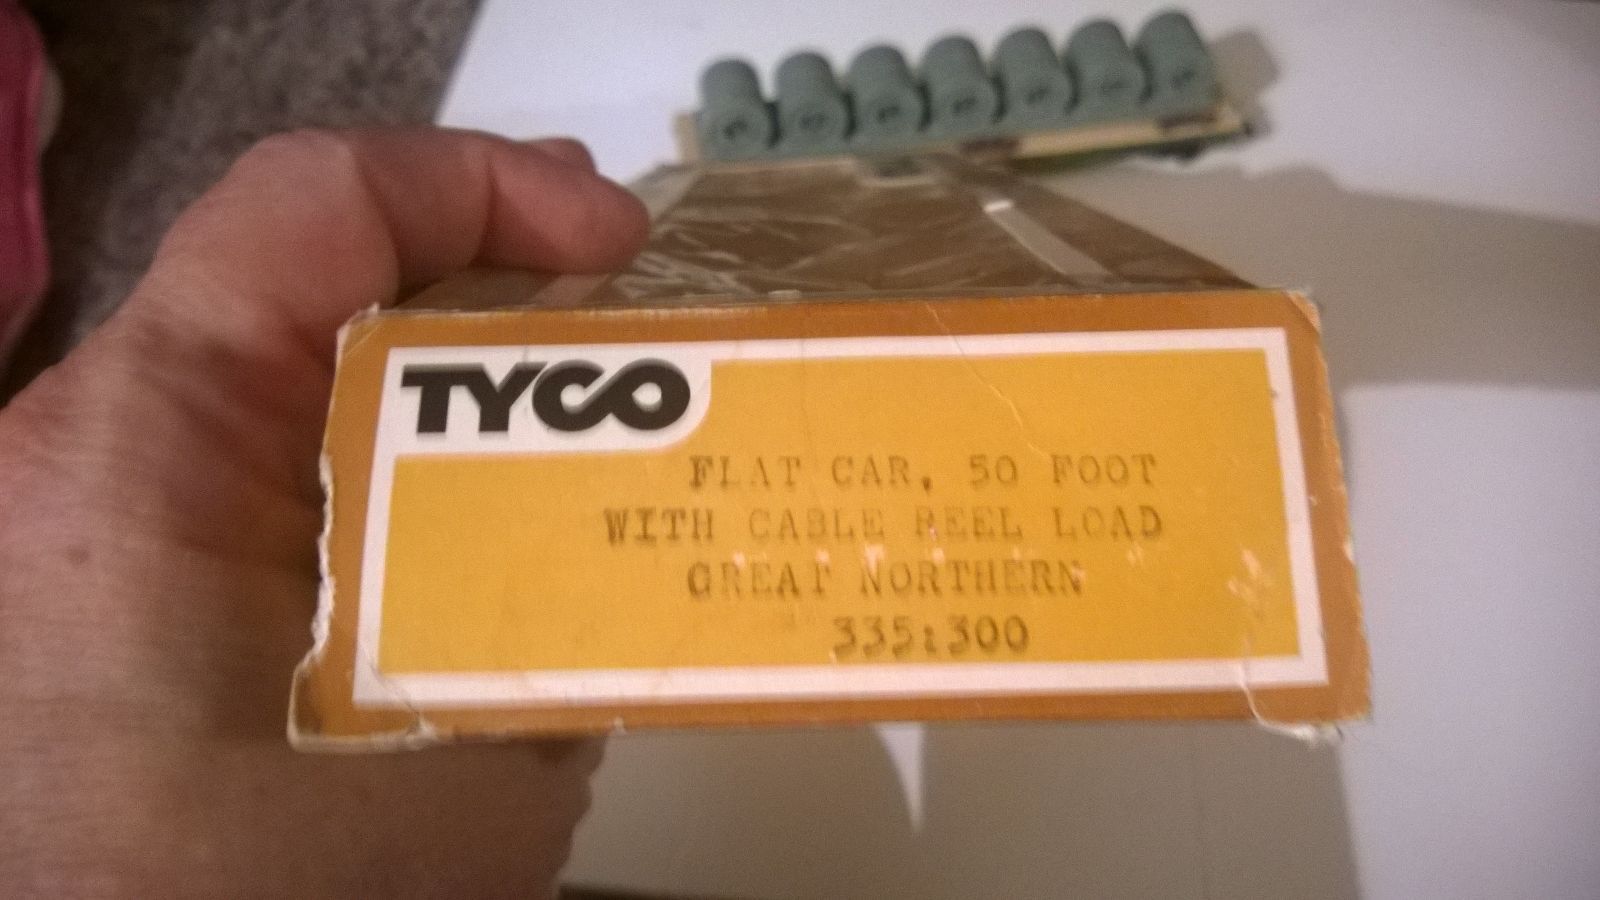 TYCO
FLAT CAR, 50 FOOT
WITH CABLE REEL LOAD
GREAT NORTHERN
335:300